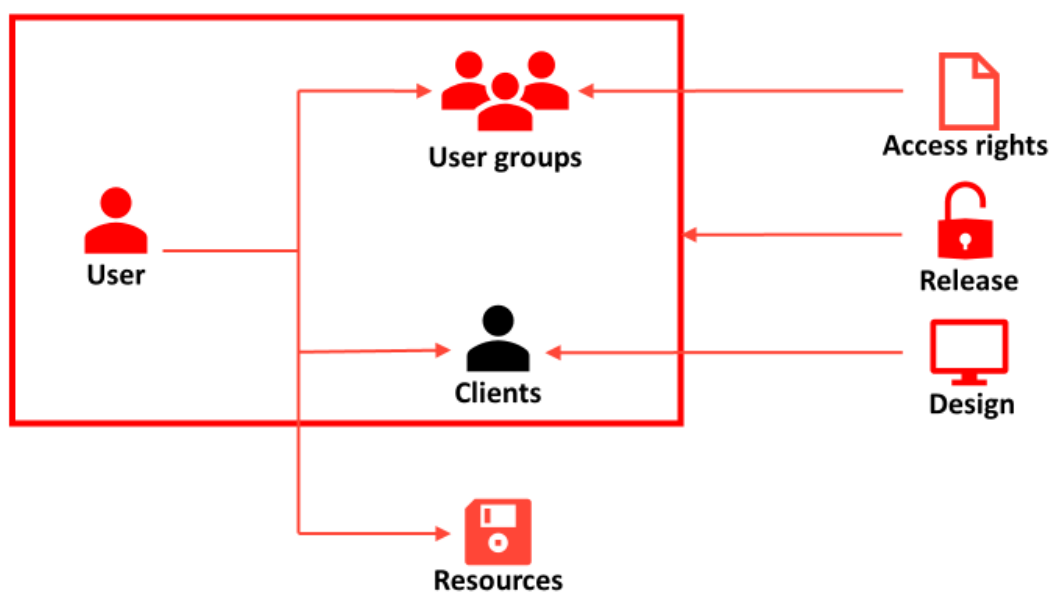 User groups
Access rights
User
Release
Clients
Design
Resources